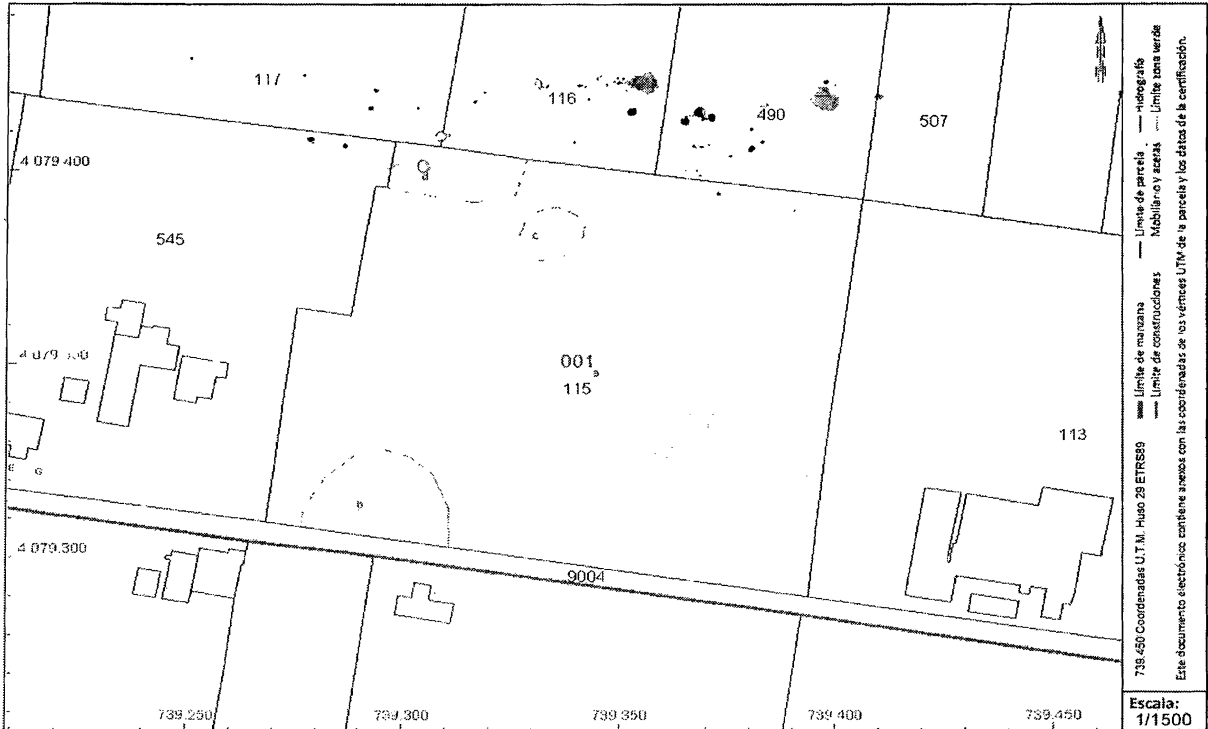 117
116
490
507
4 079 400
545
001
115
113
4 079.300
9004
739.250
739,300
739 350
739 400
739.450
739.450 Coordenadas U.T.M. Huso 29 ETRS89
Límite de manzana
Límite de parcela
Hidrografía
Límite de construcciones
Mobiliario y aceras
Límite zona verde
Este documento electrónico contiene anexos con las coordenadas de los vértices UTM de la parcela y los datos de la certificación.
Escala:
1/1500